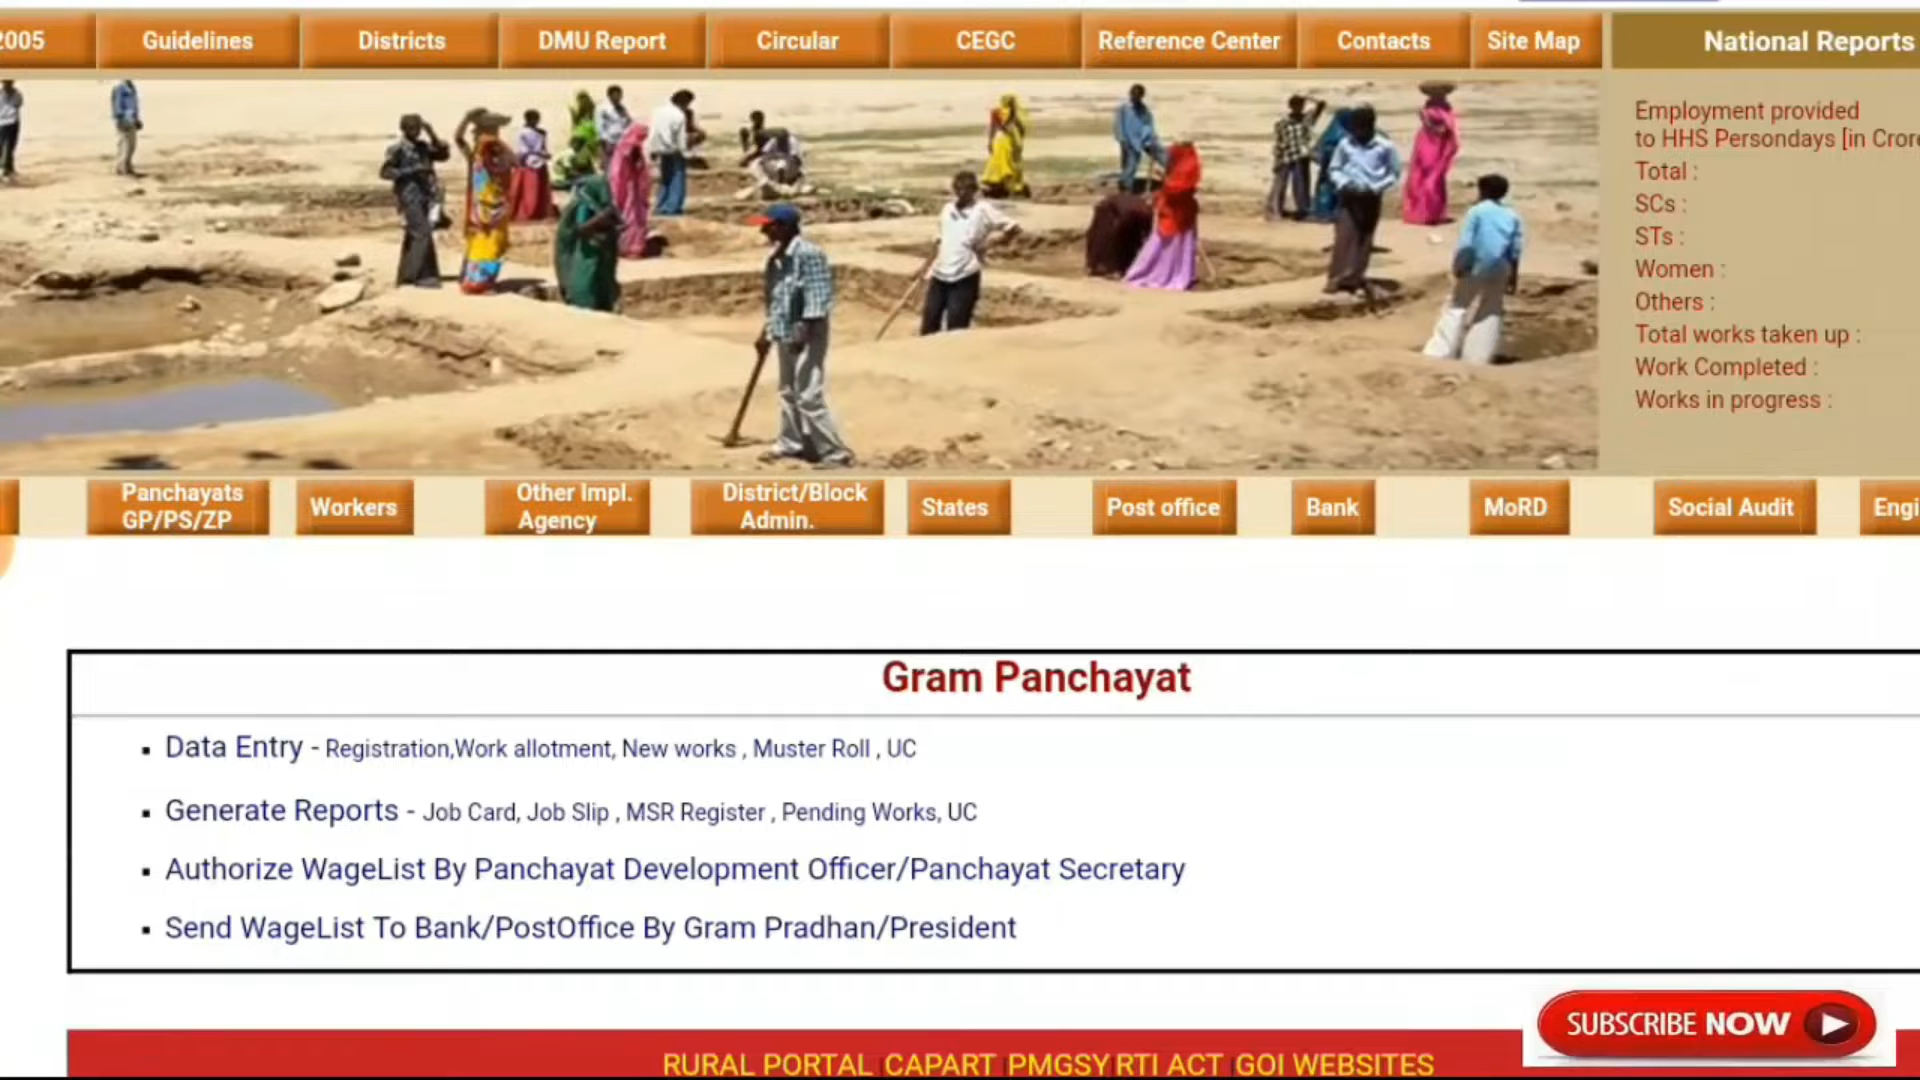 2005 Guidelines Districts DMU Report Circular CEGC Reference Center Contacts Site Map National Reports
Employment provided
to HHS Persondays [in Crore
Total :
SCs :
STs :
Women :
Others :
Total works taken up :
Work Completed :
Works in progress :
Panchayats GP/PS/ZP
Workers
Other Impl. Agency
District/Block Admin.
States
Post office
Bank
MoRD
Social Audit
Engi
Gram Panchayat
Data Entry - Registration,Work allotment, New works , Muster Roll , UC
Generate Reports - Job Card, Job Slip , MSR Register , Pending Works, UC
Authorize WageList By Panchayat Development Officer/Panchayat Secretary
Send WageList To Bank/PostOffice By Gram Pradhan/President
SUBSCRIBE NOW
RURAL PORTAL |CAPART |PMGSY|RTI ACT |GOI WEBSITES